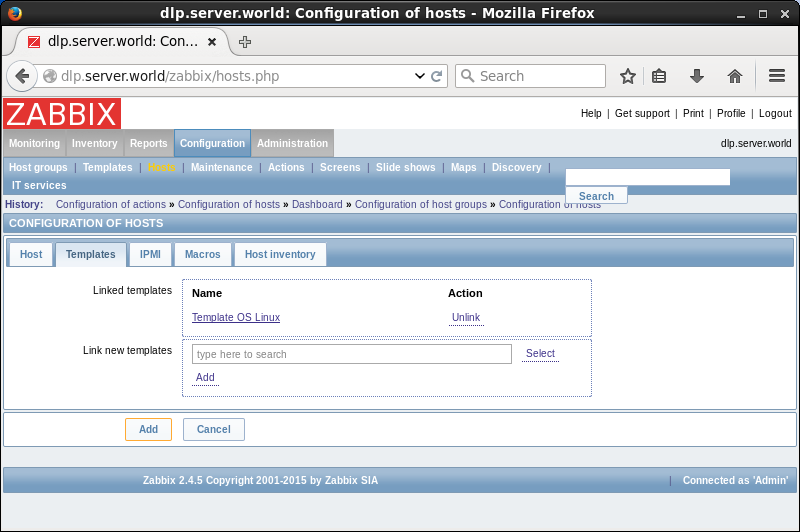 dlp.server.world: Configuration of hosts - Mozilla Firefox
dlp.server.world: Con...
dlp.server.world/zabbix/hosts.php
Search
ZABBIX
Help | Get support | Print | Profile | Logout
Monitoring Inventory Reports Configuration Administration
dlp.server.world
Host groups | Templates | Hosts | Maintenance | Actions | Screens | Slide shows | Maps | Discovery |
IT services
Search
History: Configuration of actions » Configuration of hosts » Dashboard » Configuration of host groups » Configuration of hosts
CONFIGURATION OF HOSTS
Host Templates IPMI Macros Host inventory
Linked templates
Name Action
Template OS Linux Unlink
Link new templates
type here to search Select
Add
Add Cancel
Zabbix 2.4.5 Copyright 2001-2015 by Zabbix SIA | Connected as 'Admin'